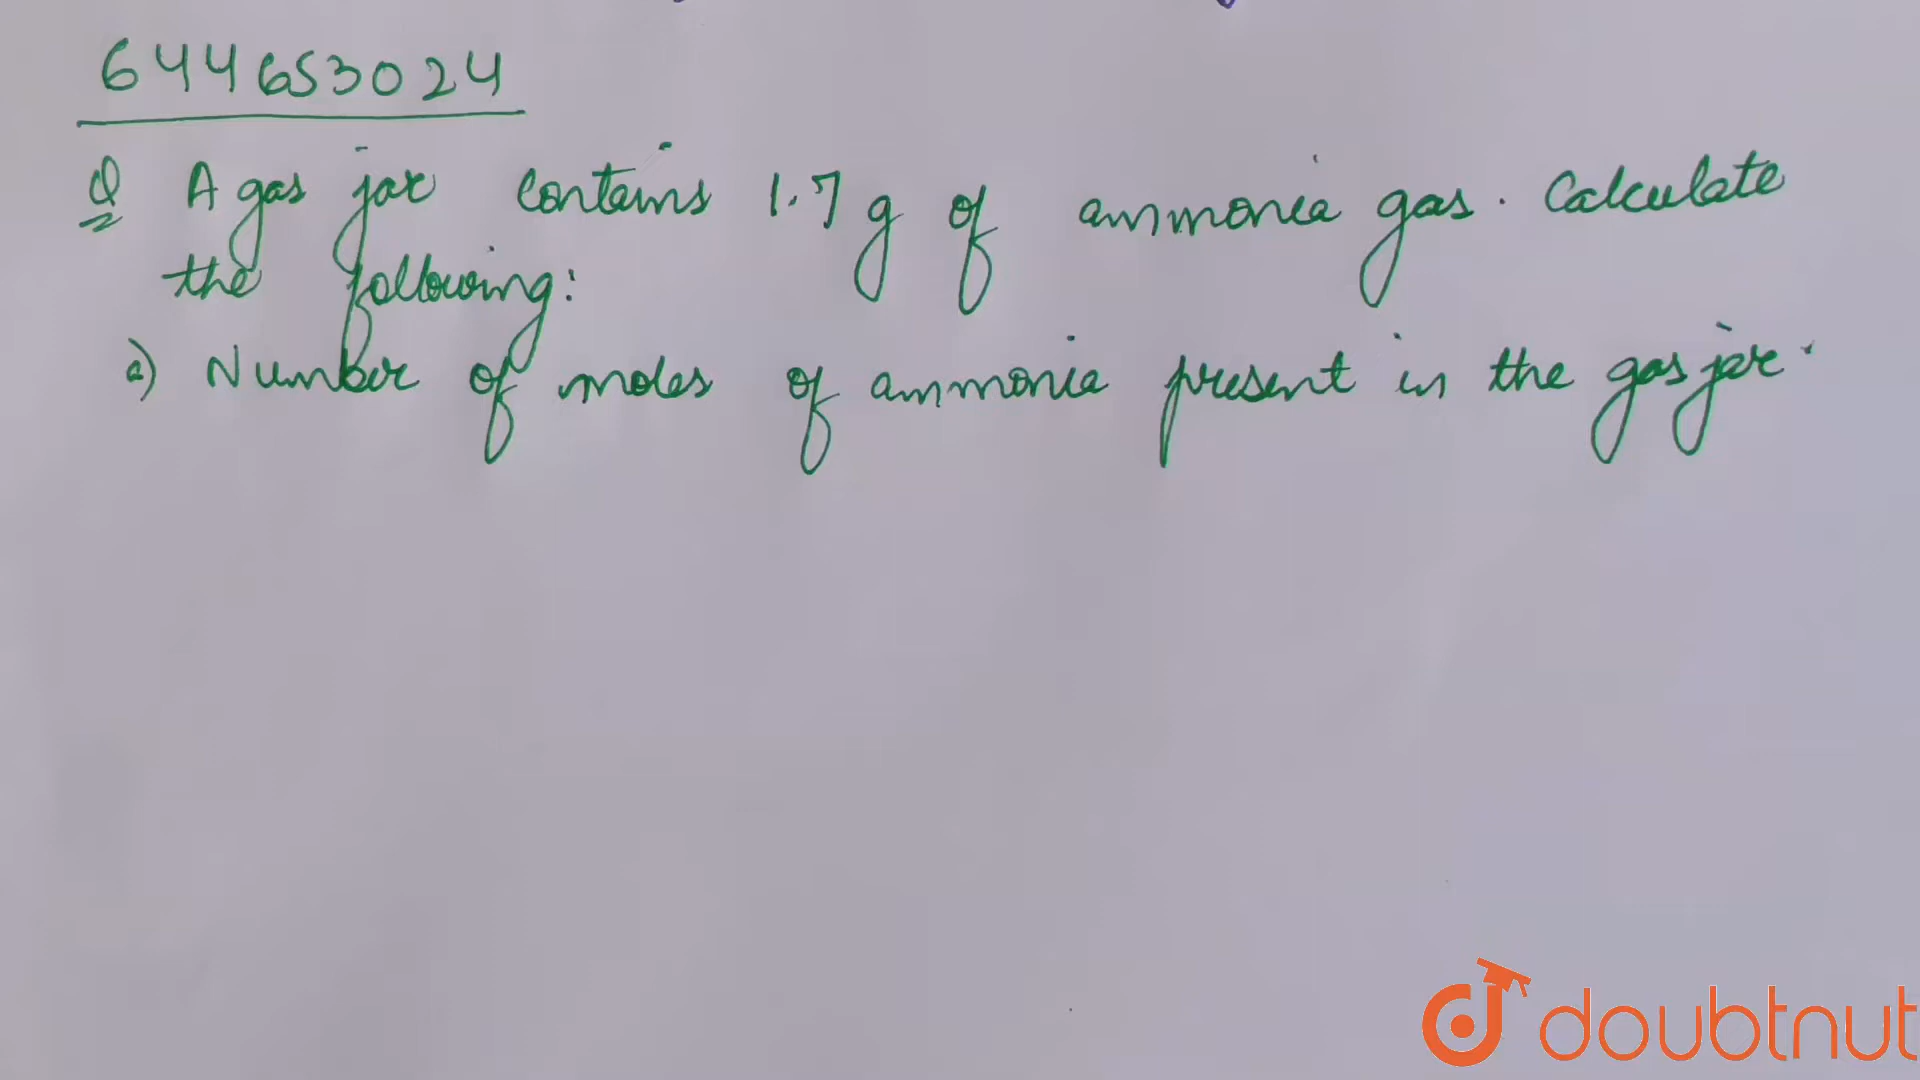 644653024
Q A gas jar contains 1.7 g of ammonia gas. Calculate
the following:
a) Number of moles of ammonia present in the gas jar.
doubtnut